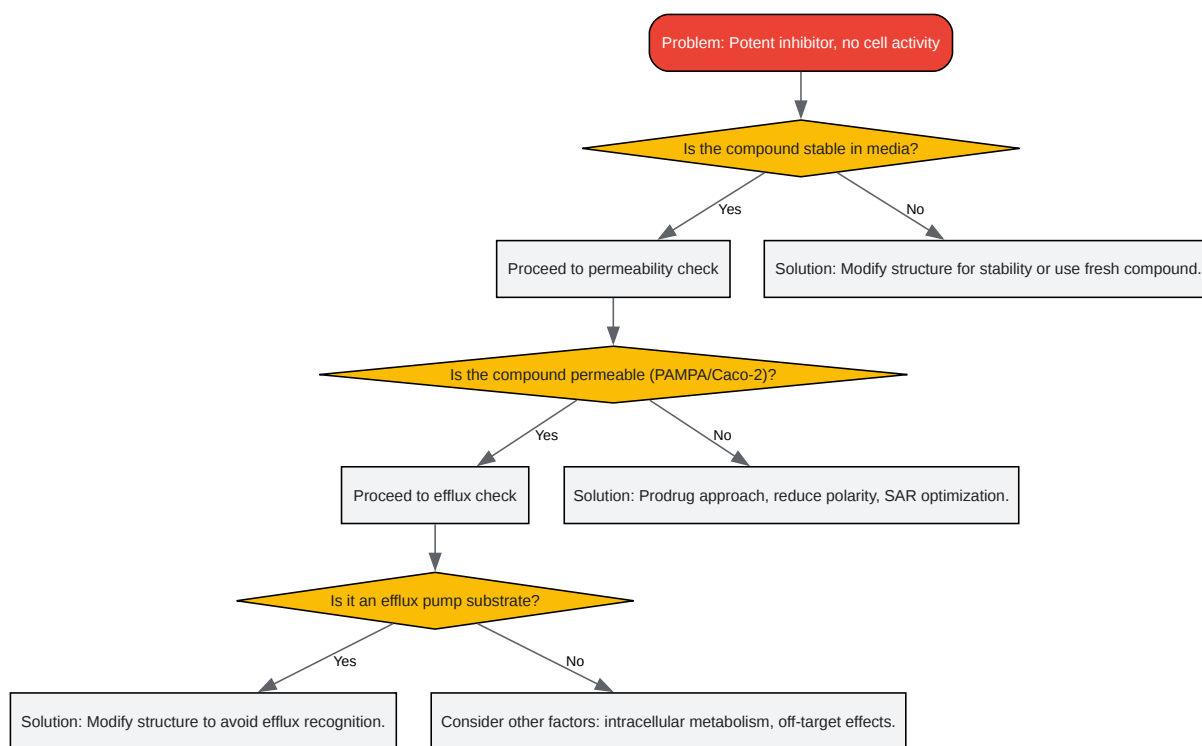 Problem: Potent inhibitor, no cell activity
Is the compound stable in media?
Yes
No
Proceed to permeability check
Solution: Modify structure for stability or use fresh compound.
Is the compound permeable (PAMPA/Caco-2)?
Yes
No
Proceed to efflux check
Solution: Prodrug approach, reduce polarity, SAR optimization.
Is it an efflux pump substrate?
Yes
No
Solution: Modify structure to avoid efflux recognition.
Consider other factors: intracellular metabolism, off-target effects.